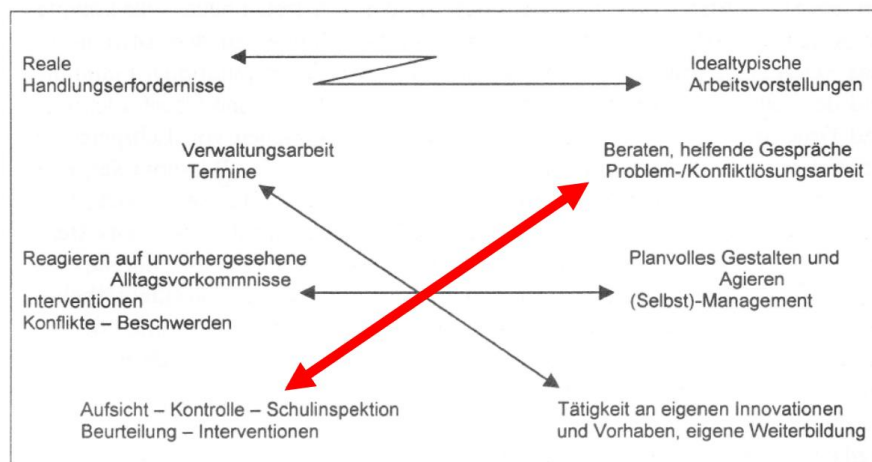 Reale
Handlungserfordernisse
Idealtypische
Arbeitsvorstellungen
Verwaltungsarbeit
Termine
Beraten, helfende Gespräche
Problem-/Konfliktlösungsarbeit
Reagieren auf unvorhergesehene
Alltagsvorkommnisse
Interventionen
Konflikte – Beschwerden
Planvolles Gestalten und
Agieren
(Selbst)-Management
Aufsicht – Kontrolle – Schulinspektion
Beurteilung – Interventionen
Tätigkeit an eigenen Innovationen
und Vorhaben, eigene Weiterbildung